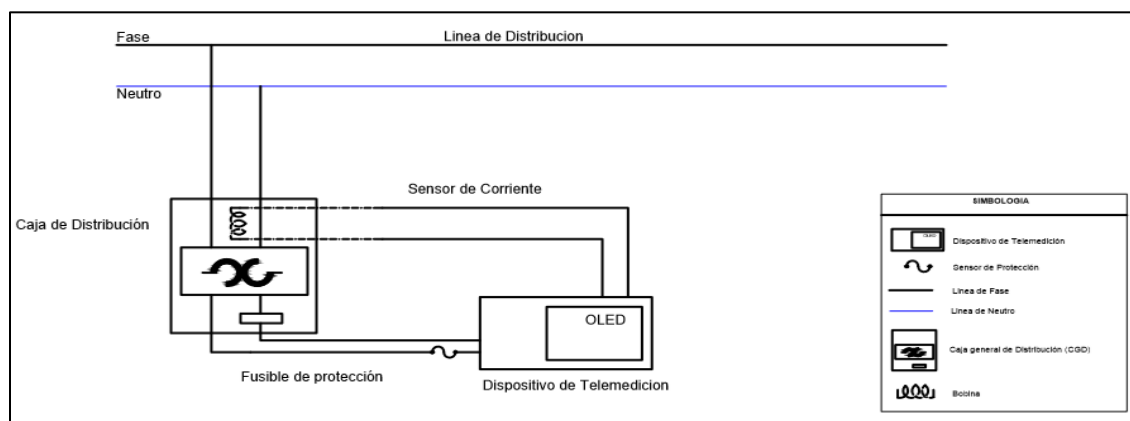 Fase
Linea de Distribucion
Neutro
Sensor de Corriente
Caja de Distribución
OLED
Fusible de protección
Dispositivo de Telemedicion
SIMBOLOGIA
OLED
Dispositivo de Telemedición
Sensor de Protección
Linea de Fase
Linea de Neutro
Caja general de Distribución (CGD)
Bobina